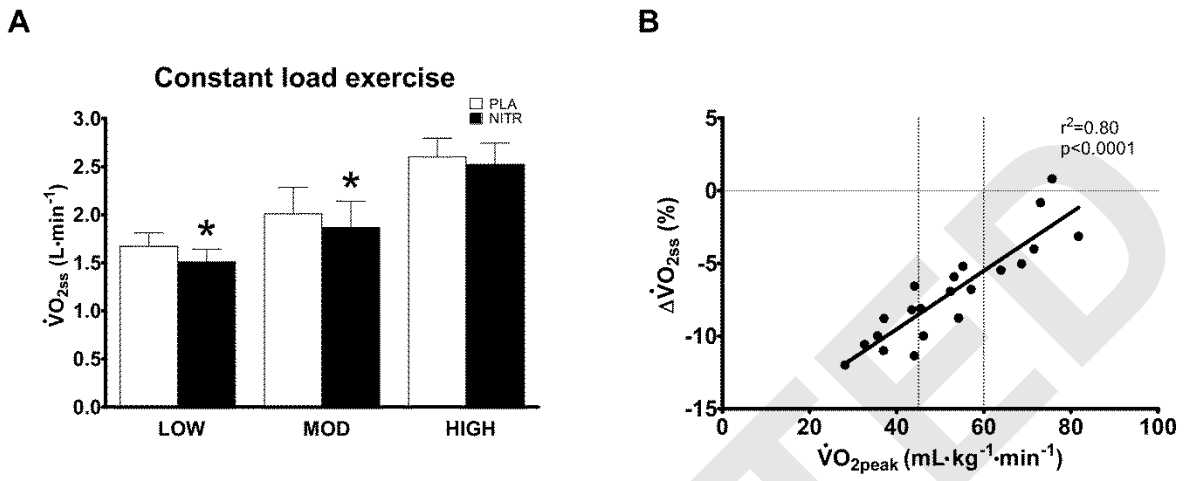 A
Constant load exercise
PLA
NITR
V̇O2ss (L·min-1)
3.0
2.5
2.0
1.5
1.0
0.5
0.0
*
*
LOW MOD HIGH
B
r²=0.80
p<0.0001
ΔV̇O2ss (%)
5
0
-5
-10
-15
0 20 40 60 80 100
V̇O2peak (mL·kg-1·min-1)
TED